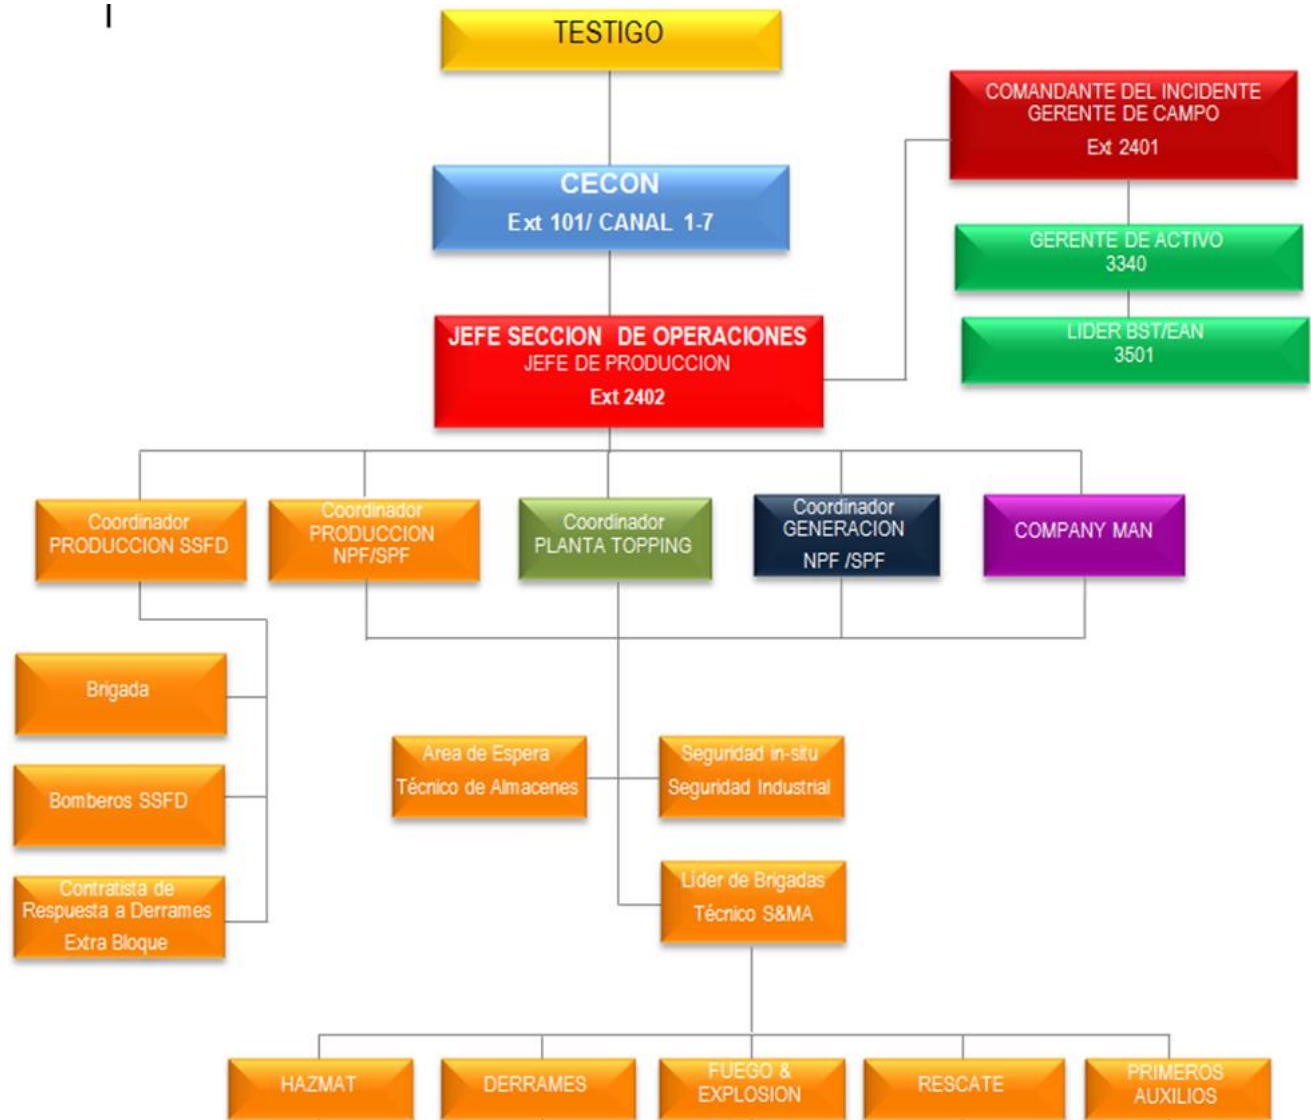 TESTIGO
COMANDANTE DEL INCIDENTE
GERENTE DE CAMPO
Ext 2401
CECON
Ext 101/ CANAL 1-7
GERENTE DE ACTIVO
3340
JEFE SECCION DE OPERACIONES
JEFE DE PRODUCCION
Ext 2402
LIDER BST/EAN
3501
Coordinador
PRODUCCION SSFD
Coordinador
PRODUCCION
NPF/SPF
Coordinador
PLANTA TOPPING
Coordinador
GENERACION
NPF /SPF
COMPANY MAN
Brigada
Bomberos SSFD
Contratista de
Respuesta a Derrames
Extra Bloque
Area de Espera
Técnico de Almacenes
Seguridad in-situ
Seguridad Industrial
Líder de Brigadas
Técnico S&MA
HAZMAT
DERRAMES
FUEGO &
EXPLOSION
RESCATE
PRIMEROS
AUXILIOS